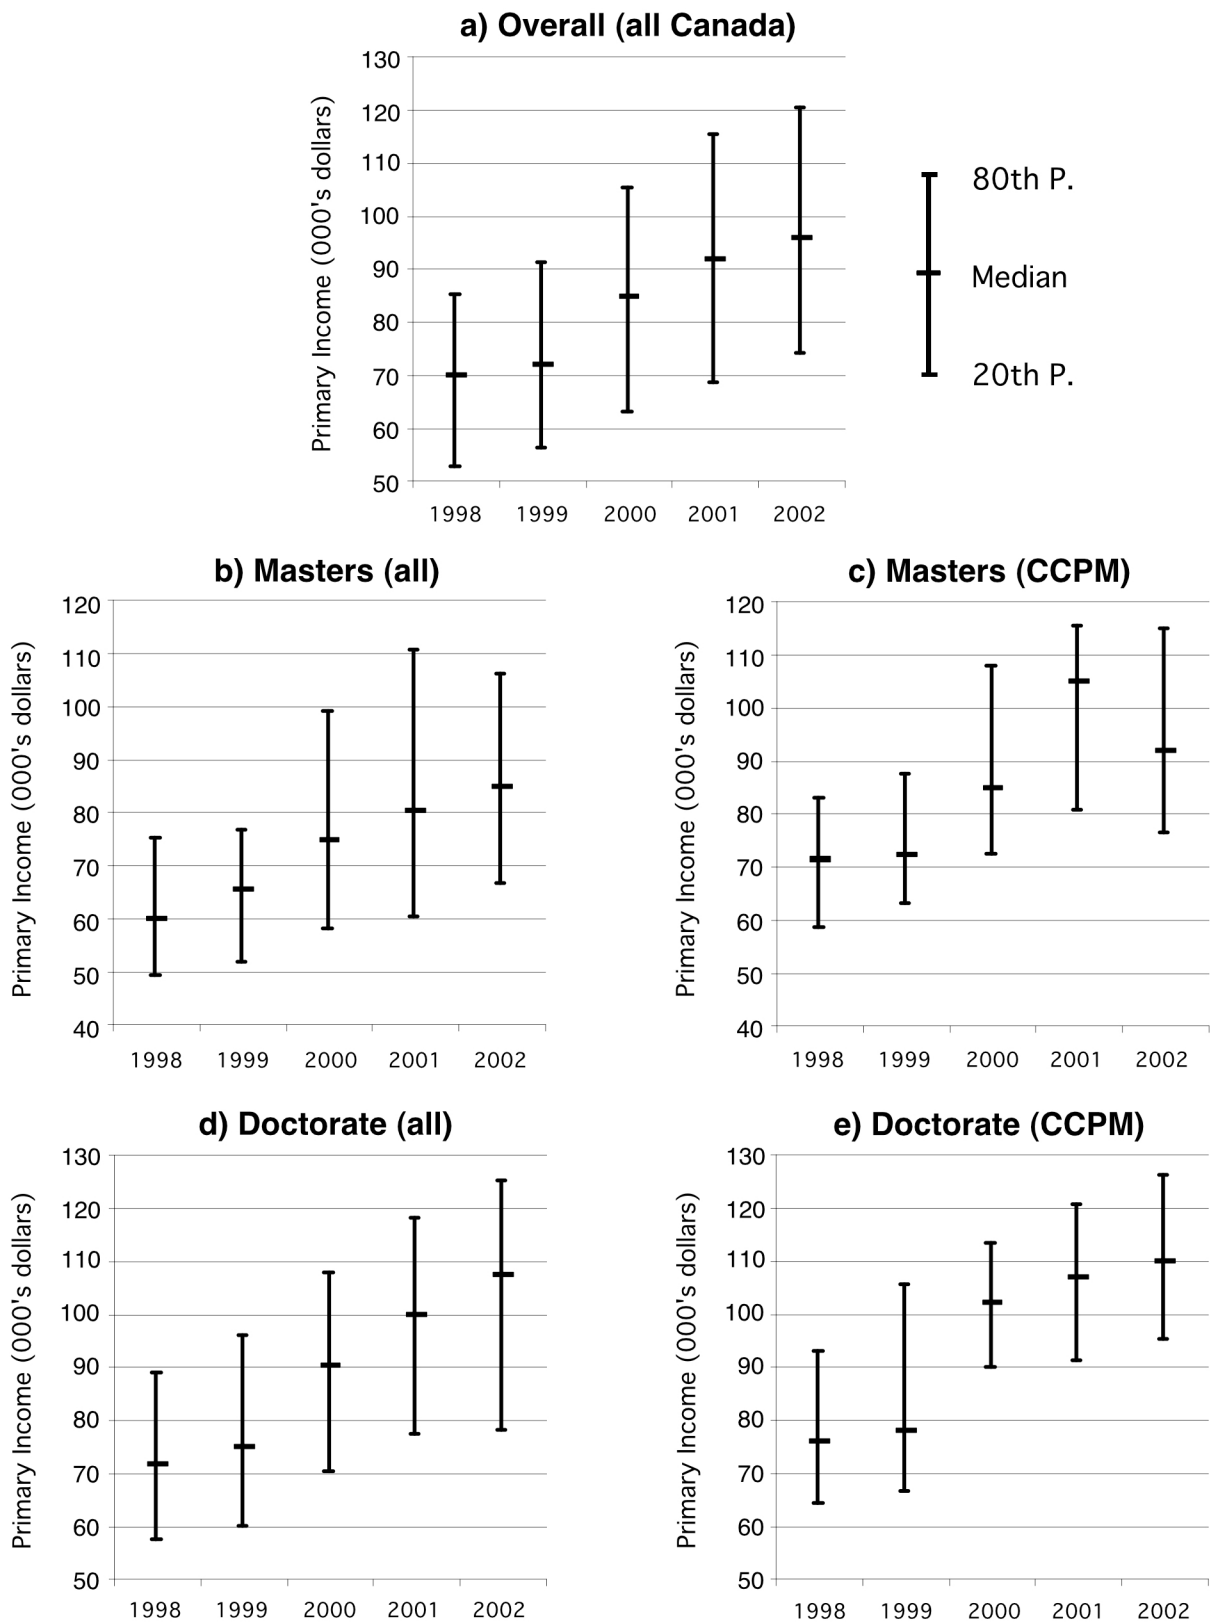 a) Overall (all Canada)
130
120
110
100
90
80
70
60
50
Primary Income (000's dollars)
1998 1999 2000 2001 2002
80th P.
Median
20th P.
b) Masters (all)
120
110
100
90
80
70
60
50
40
Primary Income (000's dollars)
1998 1999 2000 2001 2002
c) Masters (CCPM)
120
110
100
90
80
70
60
50
40
Primary Income (000's dollars)
1998 1999 2000 2001 2002
d) Doctorate (all)
130
120
110
100
90
80
70
60
50
Primary Income (000's dollars)
1998 1999 2000 2001 2002
e) Doctorate (CCPM)
130
120
110
100
90
80
70
60
50
Primary Income (000's dollars)
1998 1999 2000 2001 2002